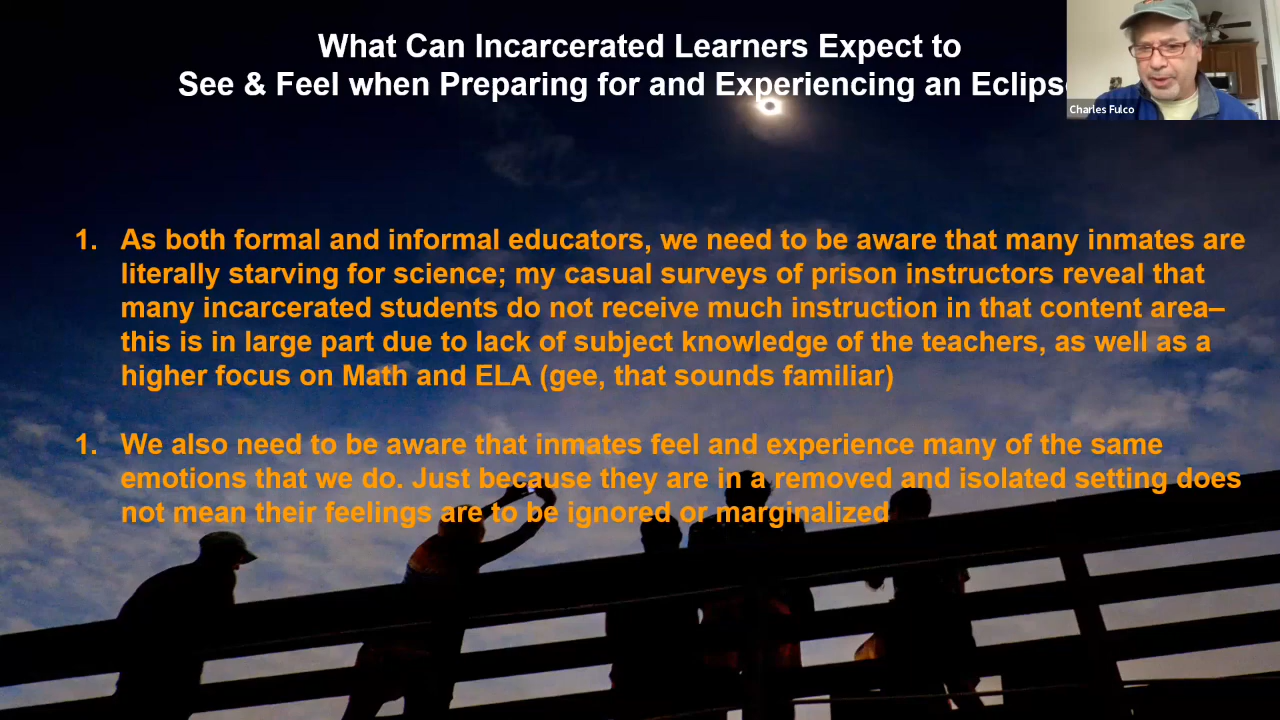 What Can Incarcerated Learners Expect to
See & Feel when Preparing for and Experiencing an Eclips
Charles Fulco
1. As both formal and informal educators, we need to be aware that many inmates are
literally starving for science; my casual surveys of prison instructors reveal that
many incarcerated students do not receive much instruction in that content area–
this is in large part due to lack of subject knowledge of the teachers, as well as a
higher focus on Math and ELA (gee, that sounds familiar)
1. We also need to be aware that inmates feel and experience many of the same
emotions that we do. Just because they are in a removed and isolated setting does
not mean their feelings are to be ignored or marginalized